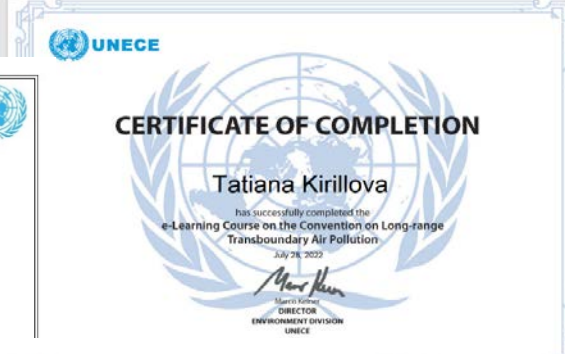 UNECE
CERTIFICATE OF COMPLETION
Tatiana Kirillova
has successfully completed the
e-Learning Course on the Convention on Long-range
Transboundary Air Pollution
July 28, 2022
Marco Keiner
DIRECTOR
ENVIRONMENT DIVISION
UNECE